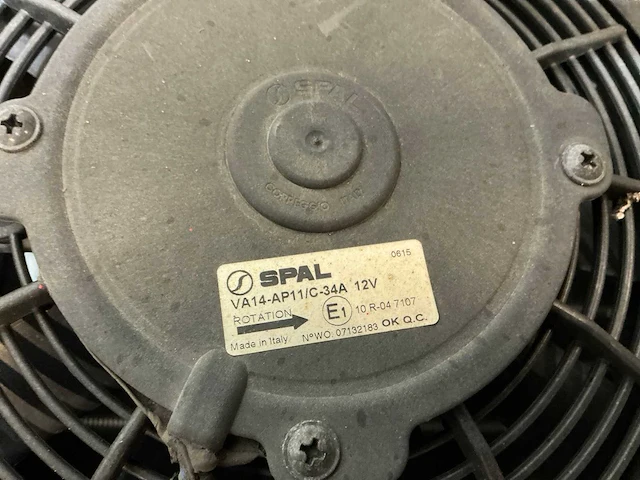 SPAL
CORREGGIO
0615
SPAL
VA14-AP11/C-34A 12V
ROTATION E1 10 R-04 7107
Made in Italy N°WO. 07132183 OK Q.C.